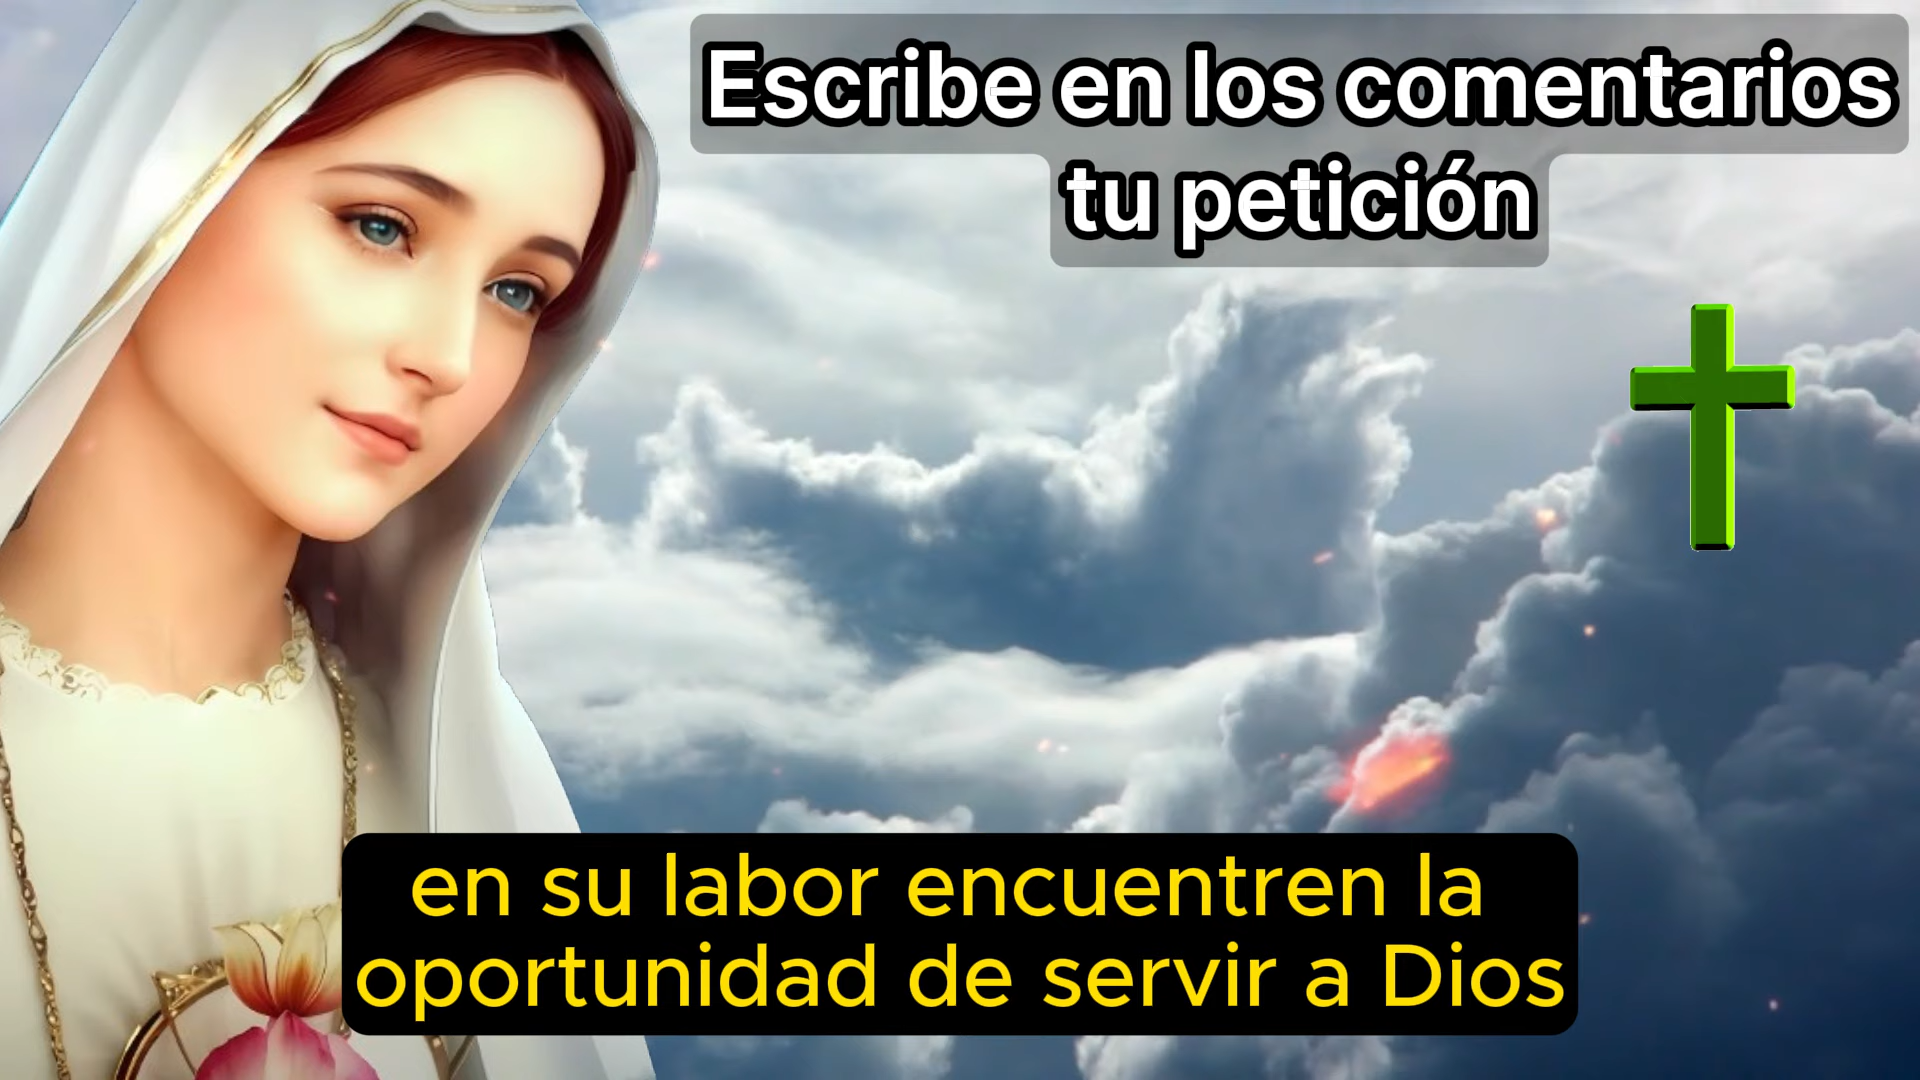 Escribe en los comentarios
tu petición
en su labor encuentren la
oportunidad de servir a Dios